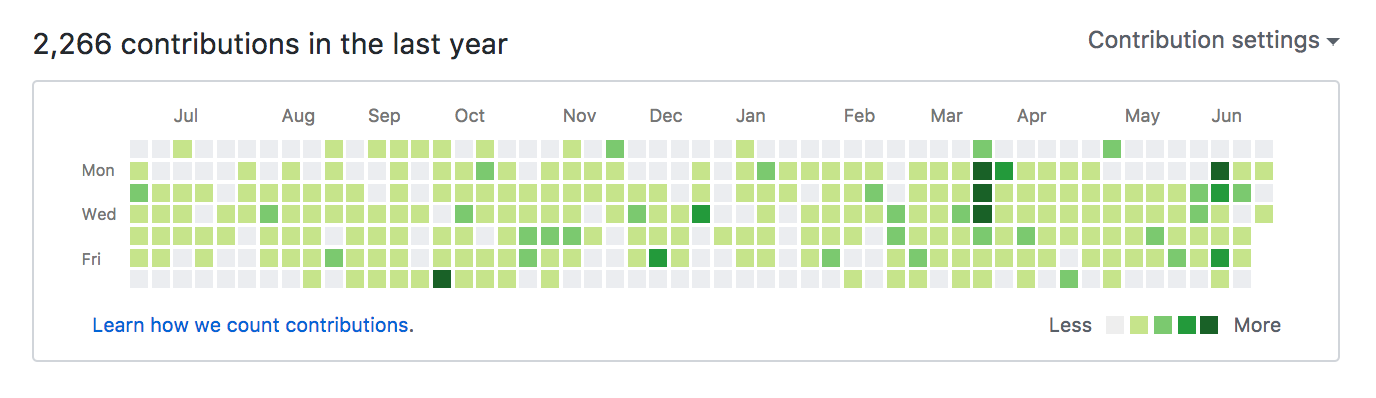 2,266 contributions in the last year
Contribution settings
Jul Aug Sep Oct Nov Dec Jan Feb Mar Apr May Jun
Mon
Wed
Fri
Learn how we count contributions.
Less More